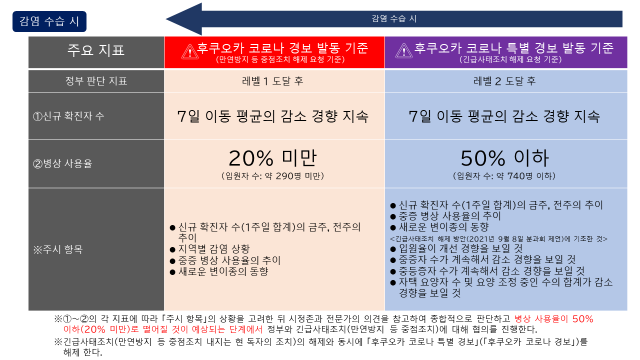 감염 수습 시
감염 수습 시
주요 지표
후쿠오카 코로나 경보 발동 기준
(만연방지 등 중점조치 해제 요청 기준)
후쿠오카 코로나 특별 경보 발동 기준
(긴급사태조치 해제 요청 기준)
정부 판단 지표
레벨 1 도달 후
레벨 2 도달 후
①신규 확진자 수
7일 이동 평균의 감소 경향 지속
7일 이동 평균의 감소 경향 지속
②병상 사용율
20% 미만
(입원자 수: 약 290명 미만)
50% 이하
(입원자 수: 약 740명 이하)
※주시 항목
● 신규 확진자 수(1주일 합계)의 금주, 전주의
추이
● 지역별 감염 상황
● 중증 병상 사용율의 추이
● 새로운 변이종의 동향
● 신규 확진자 수(1주일 합계)의 금주, 전주의 추이
● 중증 병상 사용율의 추이
● 새로운 변이종의 동향
<긴급사태조치 해제 방안(2021년 9월 8일 분과회 제언)에 기초한 것>
● 입원율이 개선 경향을 보일 것
● 중증자 수가 계속해서 감소 경향을 보일 것
● 중등증자 수가 계속해서 감소 경향을 보일 것
● 자택 요양자 수 및 요양 조정 중인 수의 합계가 감소
경향을 보일 것
※①~②의 각 지표에 따라 「주시 항목」의 상황을 고려한 뒤 시정촌과 전문가의 의견을 참고하여 종합적으로 판단하고 병상 사용율이 50%
이하(20% 미만)로 떨어질 것이 예상되는 단계에서 정부와 긴급사태조치(만연방지 등 중점조치)에 대해 협의를 진행한다.
※긴급사태조치(만연방지 등 중점조치 내지는 현 독자의 조치)의 해제와 동시에 「후쿠오카 코로나 특별 경보」(「후쿠오카 코로나 경보」)를
해제 한다.